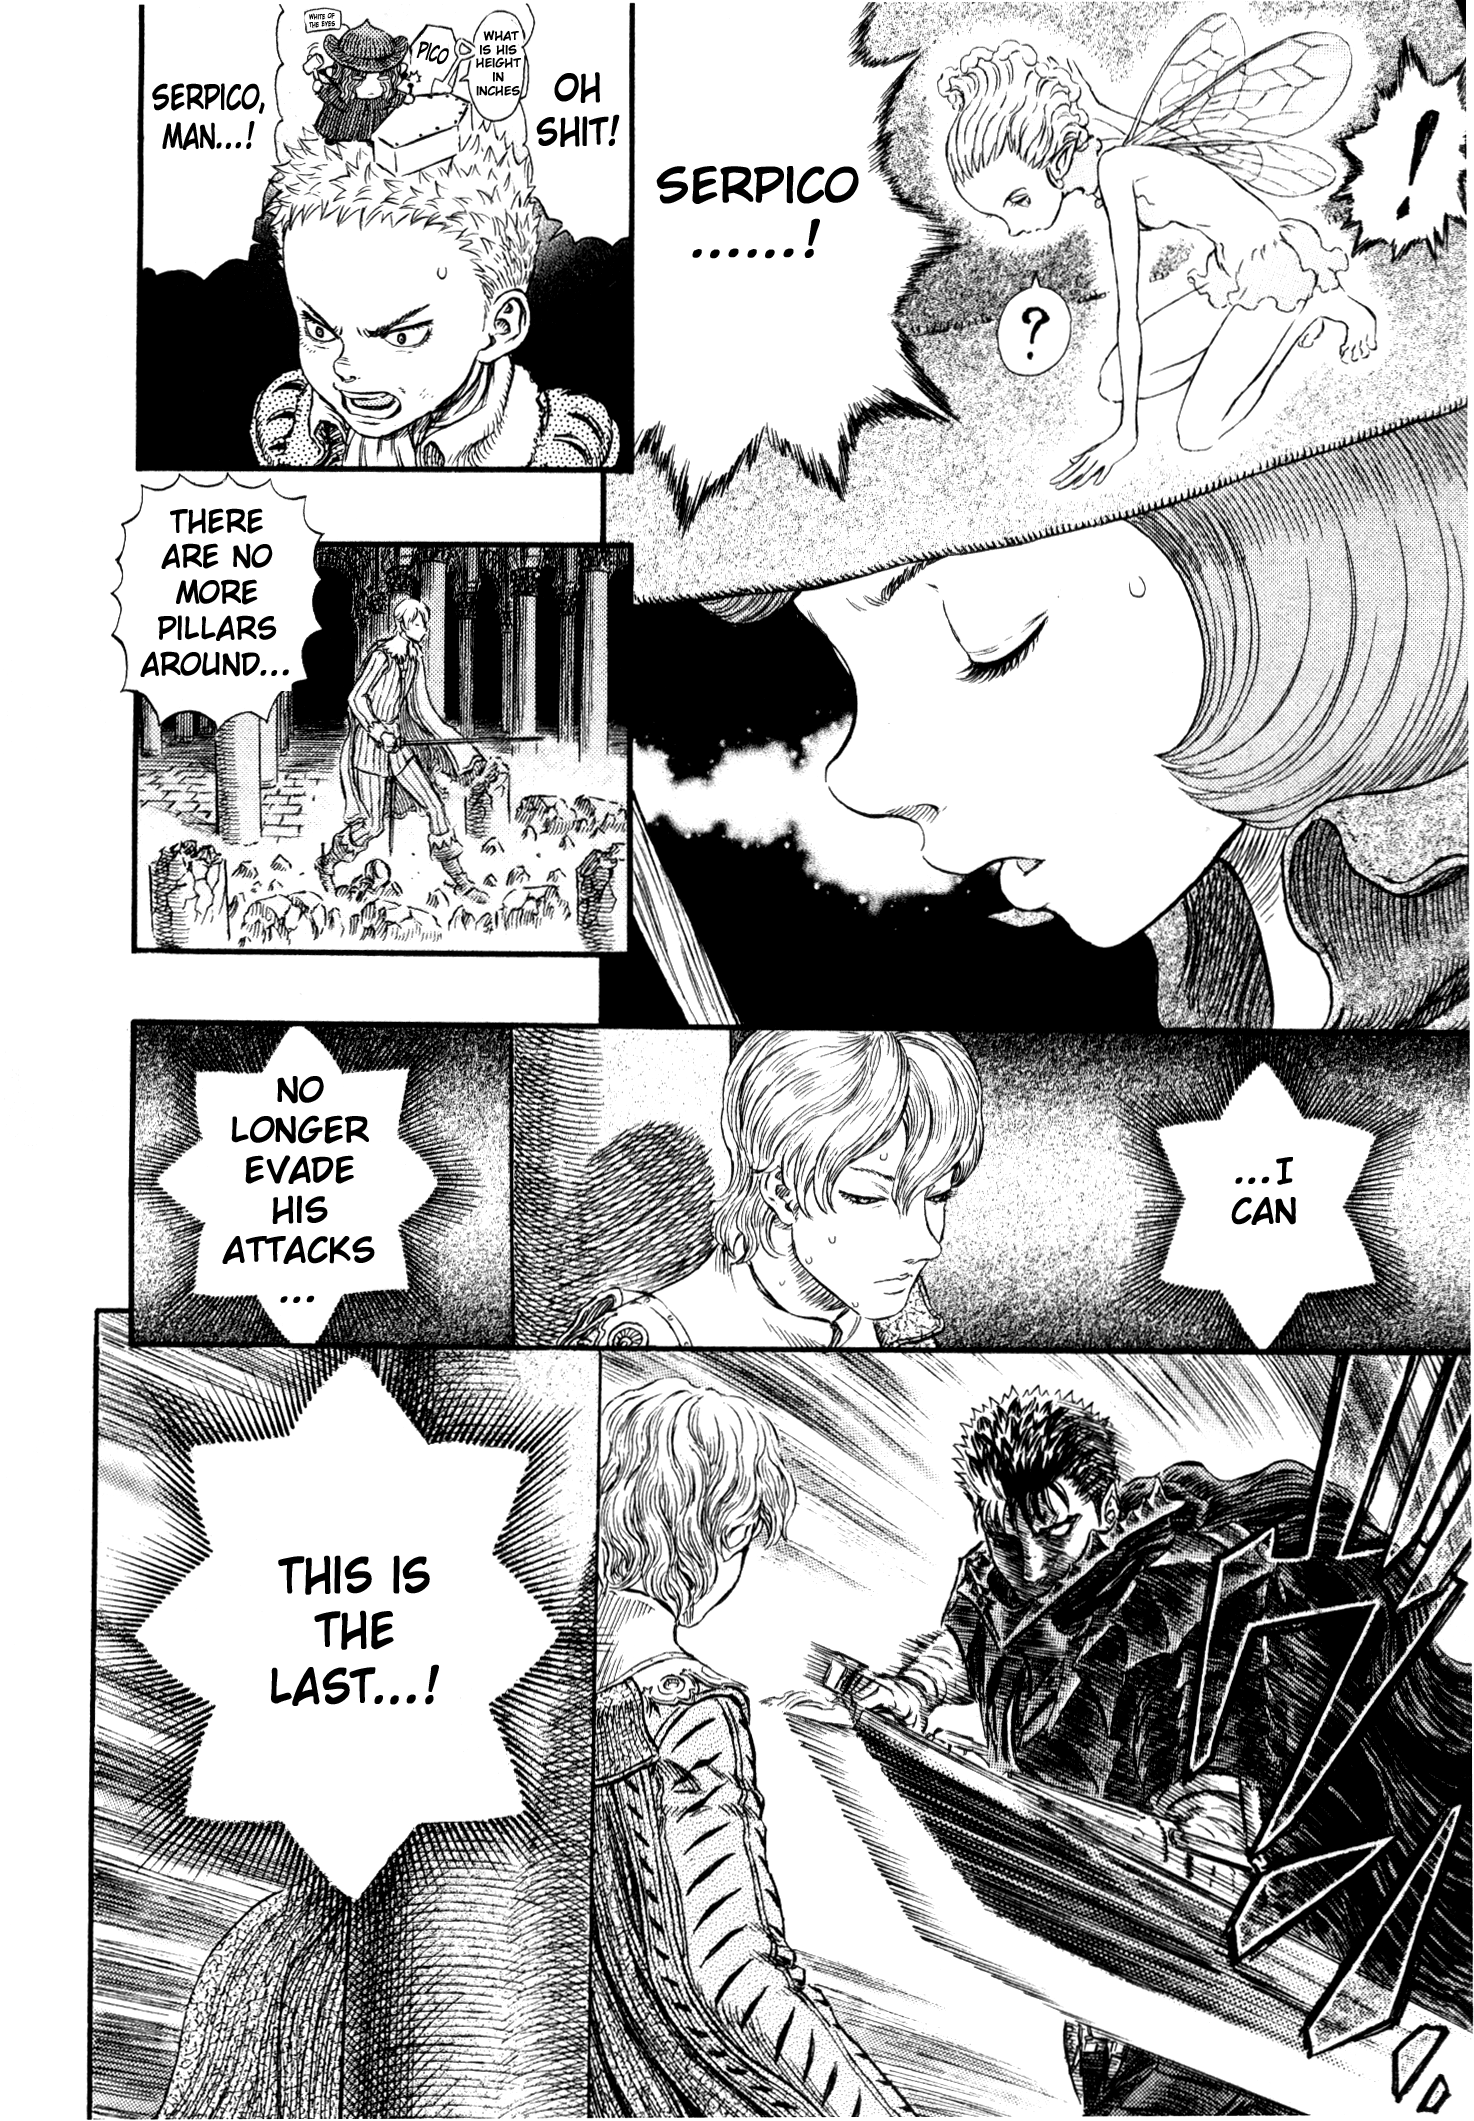 !
?
SERPICO
......!
OH
SHIT!
WHAT
IS HIS
HEIGHT
IN
INCHES
PICO
WHITE OF
THE EYES
SERPICO,
MAN...!
THERE
ARE NO
MORE
PILLARS
AROUND...
...I
CAN
NO
LONGER
EVADE
HIS
ATTACKS
...
THIS IS
THE
LAST...!